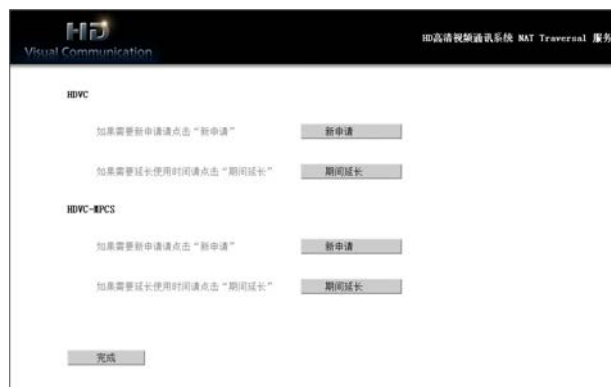 HD
Visual Communication
HD高清视频通讯系统 NAT Traversal 服务
HDVC
如果需要新申请请点击“新申请”
新申请
如果需要延长使用时间请点击“期间延长”
期间延长
HDVC-MPCS
如果需要新申请请点击“新申请”
新申请
如果需要延长使用时间请点击“期间延长”
期间延长
完成